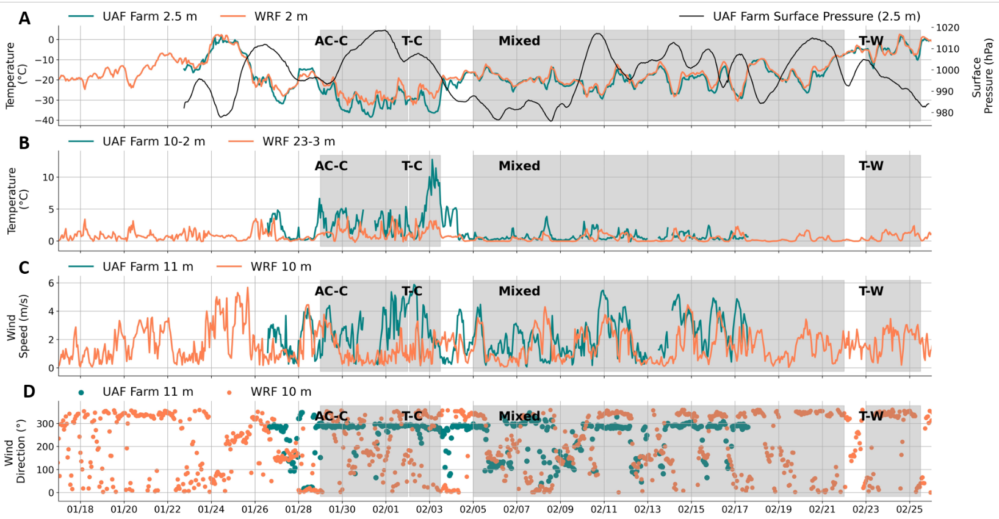 A
UAF Farm 2.5 m
WRF 2 m
UAF Farm Surface Pressure (2.5 m)
Temperature
(°C)
0
−10
−20
−30
−40
AC-C
T-C
Mixed
T-W
1020
1010
1000
990
980
Surface
Pressure (hPa)
B
UAF Farm 10-2 m
WRF 23-3 m
Temperature
(°C)
10
5
0
AC-C
T-C
Mixed
T-W
C
UAF Farm 11 m
WRF 10 m
Wind
Speed (m/s)
6
4
2
0
AC-C
T-C
Mixed
T-W
D
UAF Farm 11 m
WRF 10 m
Wind
Direction (°)
300
200
100
0
AC-C
T-C
Mixed
T-W
01/18 01/20 01/22 01/24 01/26 01/28 01/30 02/01 02/03 02/05 02/07 02/09 02/11 02/13 02/15 02/17 02/19 02/21 02/23 02/25